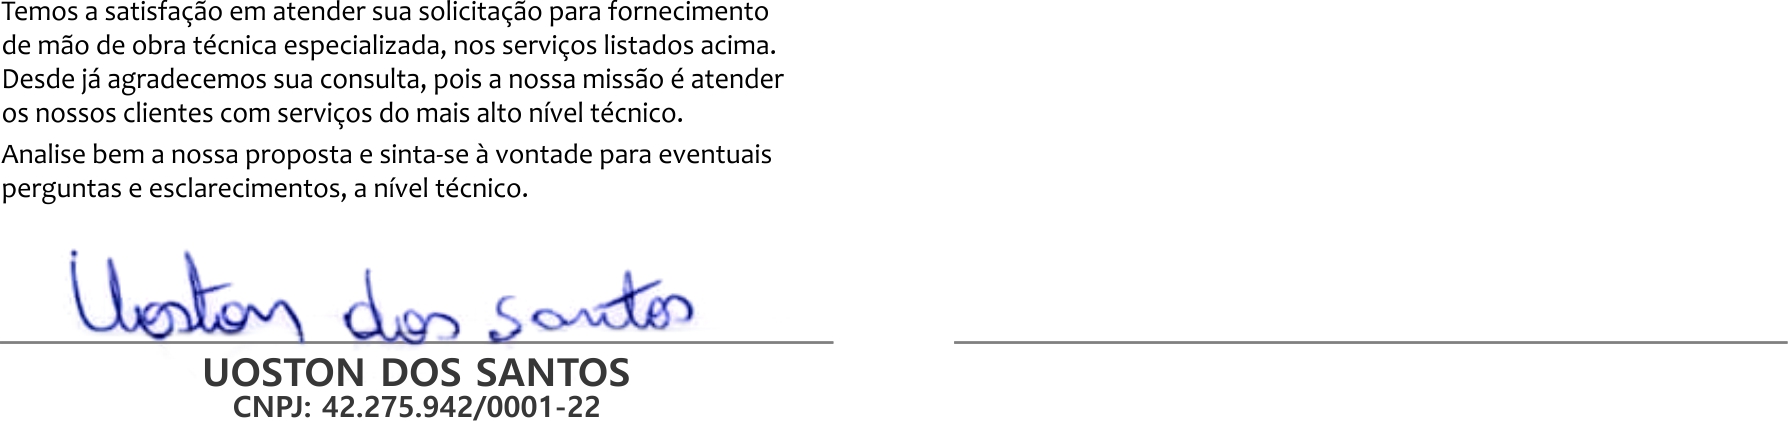 Temos a satisfação em atender sua solicitação para fornecimento
de mão de obra técnica especializada, nos serviços listados acima.
Desde já agradecemos sua consulta, pois a nossa missão é atender
os nossos clientes com serviços do mais alto nível técnico.
Analise bem a nossa proposta e sinta-se à vontade para eventuais
perguntas e esclarecimentos, a nível técnico.
Uoston dos santos
UOSTON DOS SANTOS
CNPJ: 42.275.942/0001-22